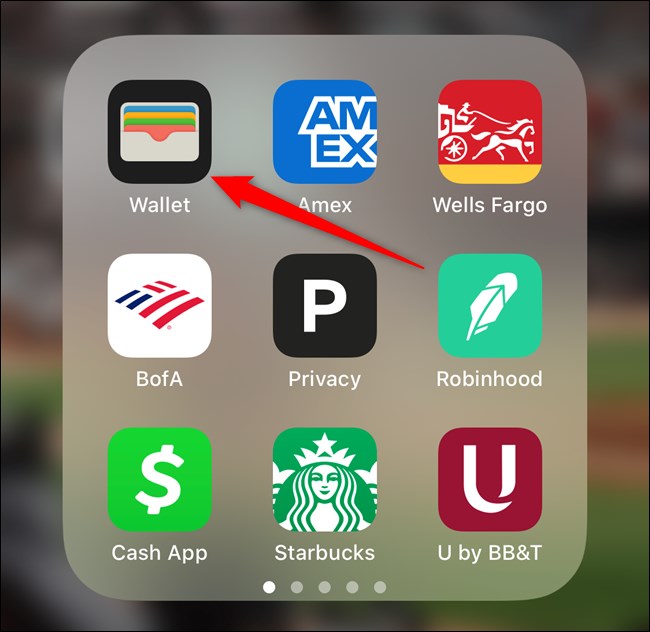 AM
EX
Wallet
Amex
Wells Fargo
P
BofA
Privacy
Robinhood
$
U
Cash App
Starbucks
U by BB&T